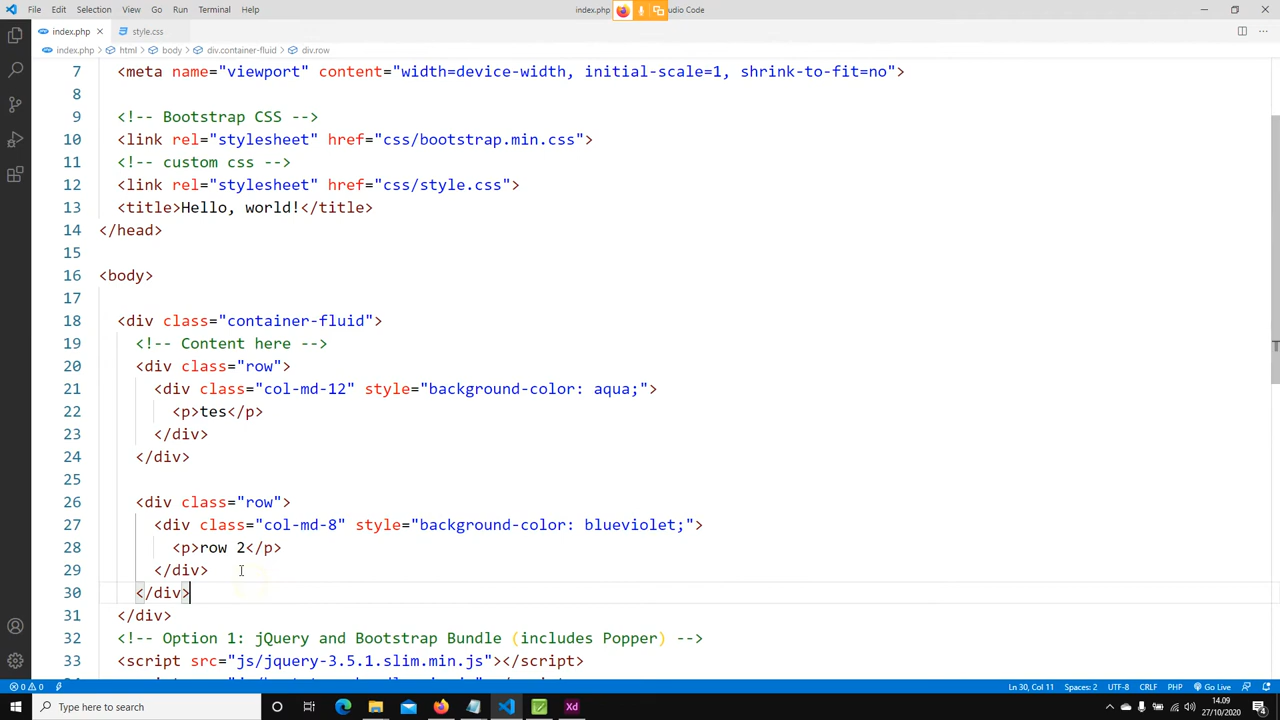 File Edit Selection View Go Run Terminal Help
index.php
udio Code
index.php
style.css
index.php > html > body > div.container-fluid > div.row
7 <meta name="viewport" content="width=device-width, initial-scale=1, shrink-to-fit=no">
8
9 <!-- Bootstrap CSS -->
10 <link rel="stylesheet" href="css/bootstrap.min.css">
11 <!-- custom css -->
12 <link rel="stylesheet" href="css/style.css">
13 <title>Hello, world!</title>
14 </head>
15
16 <body>
17
18 <div class="container-fluid">
19 <!-- Content here -->
20 <div class="row">
21 <div class="col-md-12" style="background-color: aqua;">
22 <p>tes</p>
23 </div>
24 </div>
25
26 <div class="row">
27 <div class="col-md-8" style="background-color: blueviolet;">
28 <p>row 2</p>
29 </div>
30 </div>
31 </div>
32 <!-- Option 1: jQuery and Bootstrap Bundle (includes Popper) -->
33 <script src="js/jquery-3.5.1.slim.min.js"></script>
0 0 Ln 30, Col 11 Spaces: 2 UTF-8 CRLF PHP Go Live
Type here to search
Xd
14.09
27/10/2020
4